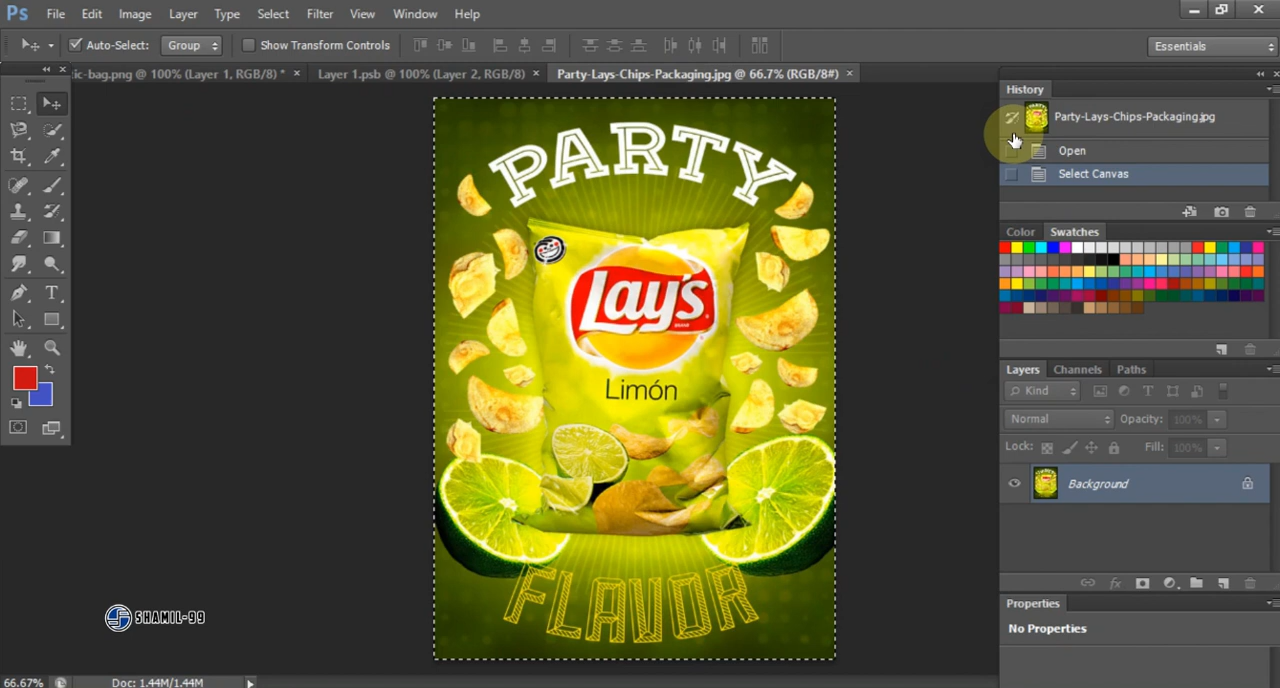 Ps File Edit Image Layer Type Select Filter View Window Help
Auto-Select: Group Show Transform Controls Essentials
ic-bag.png @ 100% (Layer 1, RGB/8) * × Layer 1.psb @ 100% (Layer 2, RGB/8) × Party-Lays-Chips-Packaging.jpg @ 66.7% (RGB/8#) ×
History
Party-Lays-Chips-Packaging.jpg
Open
Select Canvas
Color Swatches
PARTY
Lay's
BRAND
Limón
FLAVOR
Layers Channels Paths
Kind
Normal Opacity: 100%
Lock: Fill: 100%
Background
Properties
No Properties
SHAMIL-99
66.67% Doc: 1.44M/1.44M